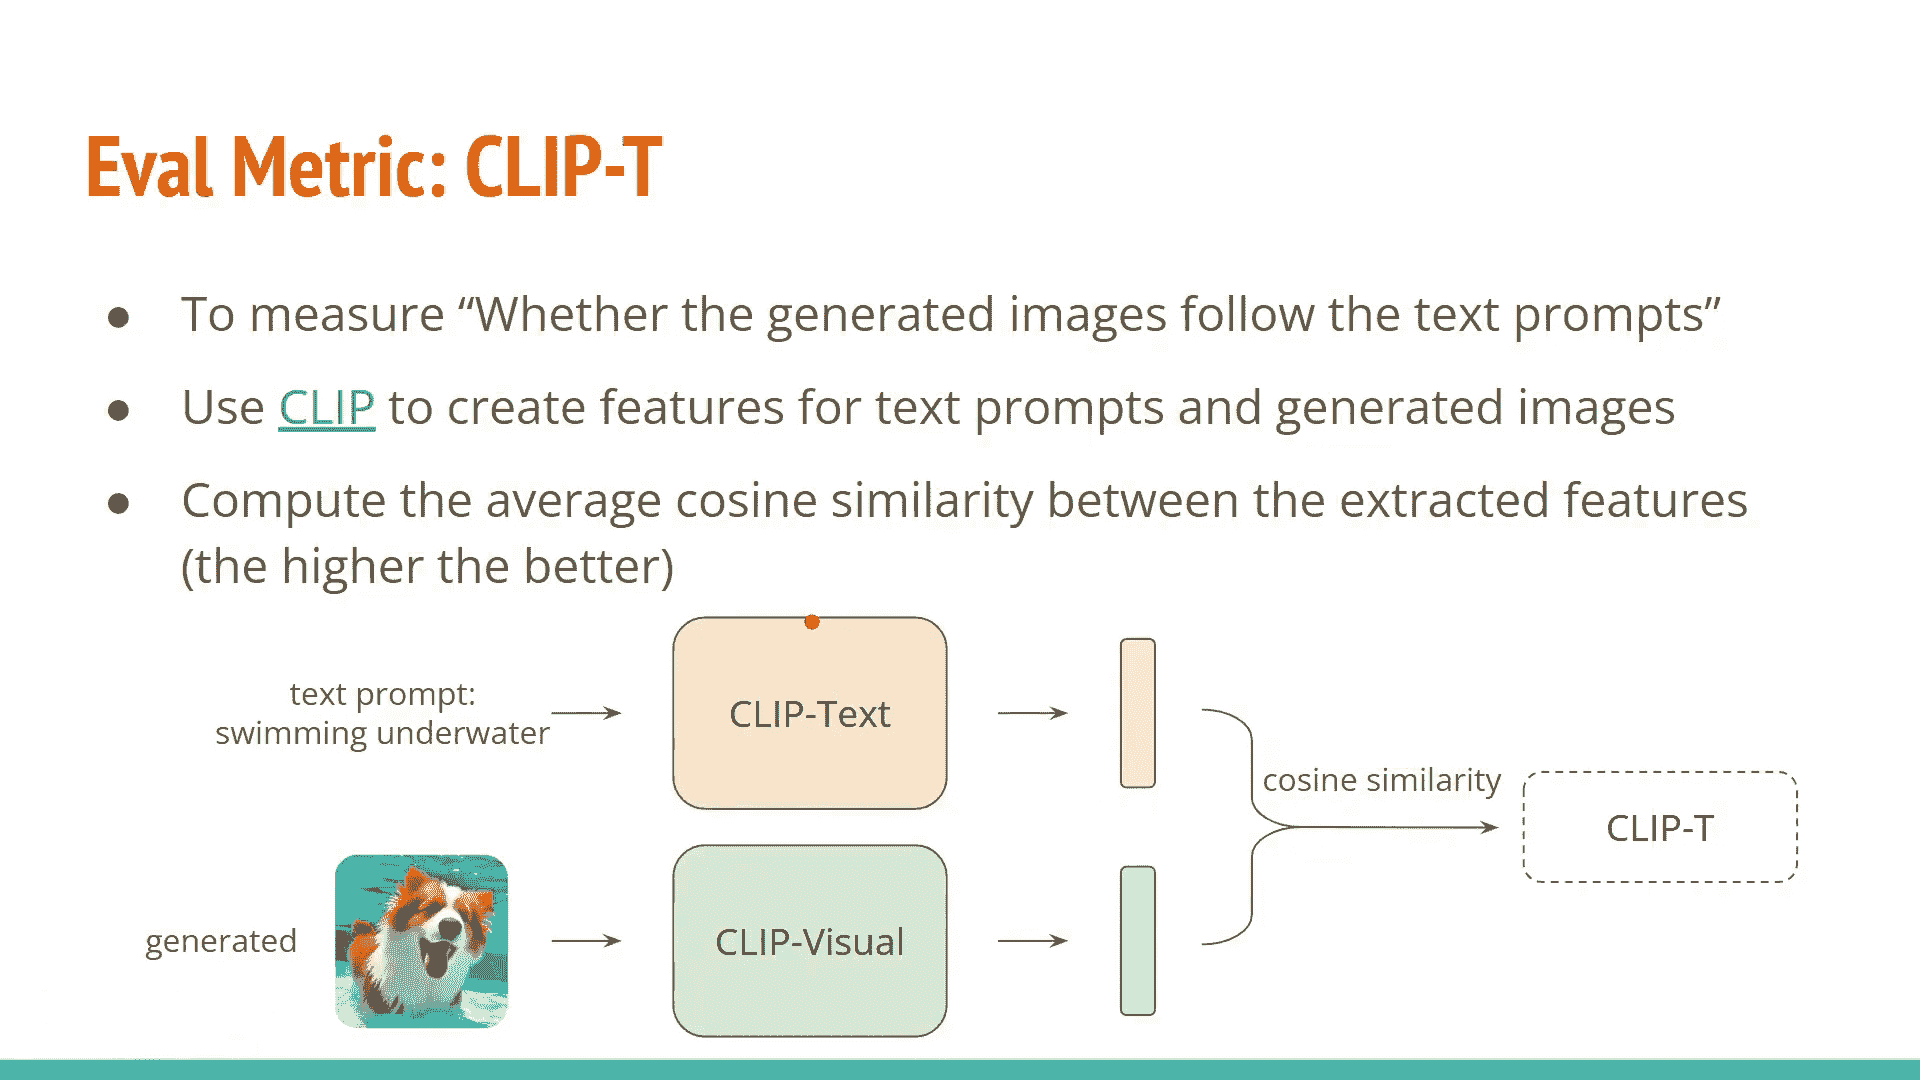 Eval Metric: CLIP-T
● To measure “Whether the generated images follow the text prompts”
● Use CLIP to create features for text prompts and generated images
● Compute the average cosine similarity between the extracted features
(the higher the better)
text prompt:
swimming underwater
CLIP-Text
cosine similarity
CLIP-T
generated
CLIP-Visual